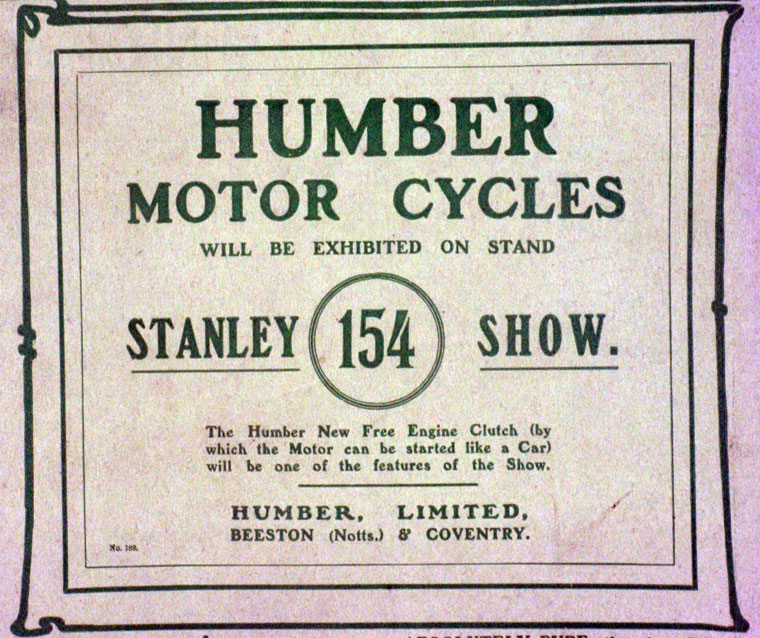 HUMBER
MOTOR CYCLES
WILL BE EXHIBITED ON STAND
STANLEY 154 SHOW.
The Humber New Free Engine Clutch (by
which the Motor can be started like a Car)
will be one of the features of the Show.
HUMBER, LIMITED,
BEESTON (Notts.) & COVENTRY.
No.